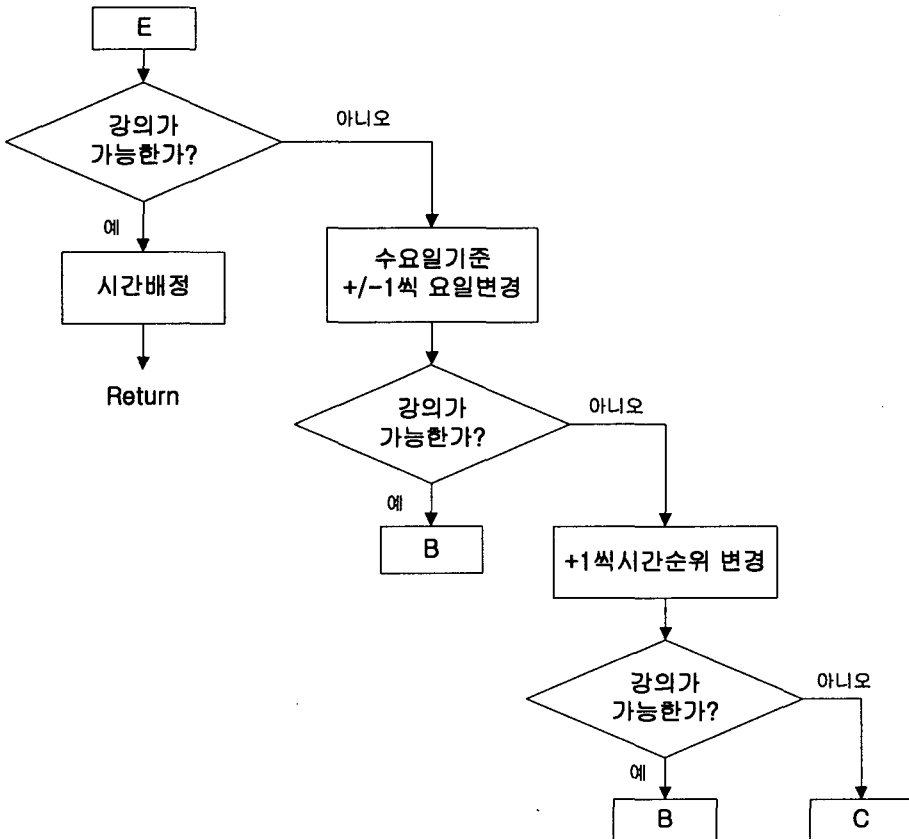 E
강의가
가능한가?
아니오
예
시간배정
Return
수요일기준
+/-1씩 요일변경
강의가
가능한가?
아니오
예
B
+1씩시간순위 변경
강의가
가능한가?
아니오
예
B
C